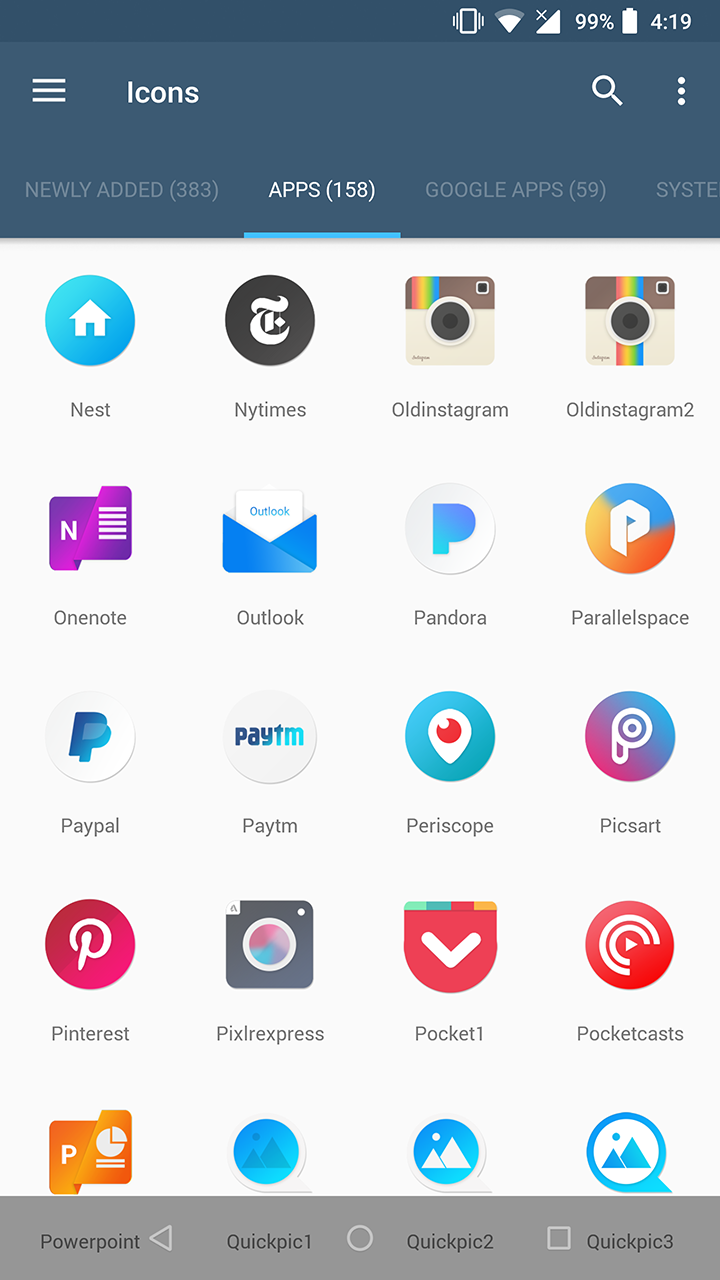 99% 4:19
Icons
NEWLY ADDED (383) APPS (158) GOOGLE APPS (59) SYSTE
Nest Nytimes Oldinstagram Oldinstagram2
N Outlook
Onenote Outlook Pandora Parallelspace
Paytm
Paypal Paytm Periscope Picsart
Pinterest Pixlrexpress Pocket1 Pocketcasts
P
Powerpoint Quickpic1 Quickpic2 Quickpic3